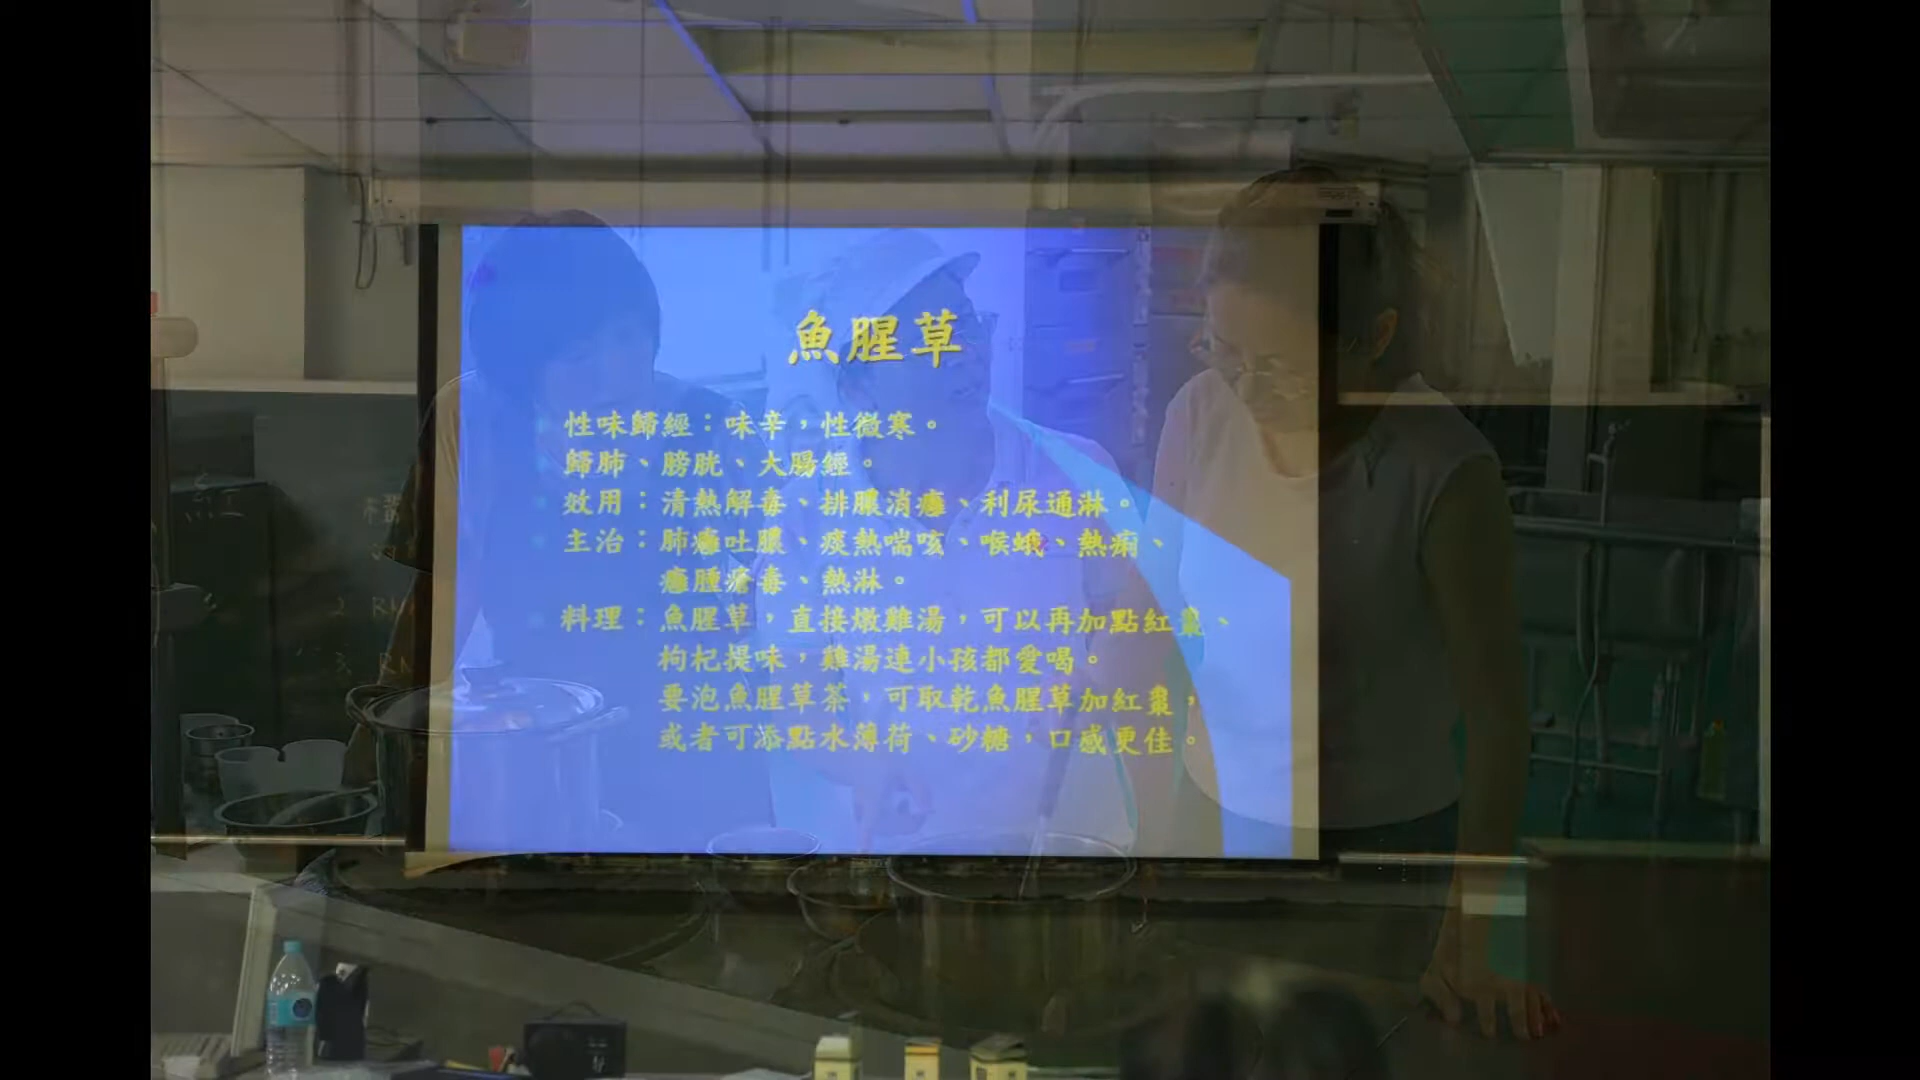 魚腥草
性味歸經：味辛，性微寒。
歸肺、膀胱、大腸經。
效用：清熱解毒、排膿消癰、利尿通淋。
主治：肺癰吐膿、痰熱喘咳、喉蛾、熱痢、
癰腫瘡毒、熱淋。
料理：魚腥草，直接燉雞湯，可以再加點紅棗、
枸杞提味，雞湯連小孩都愛喝。
要泡魚腥草茶，可取乾魚腥草加紅棗，
或者可添點水薄荷、砂糖，口感更佳。